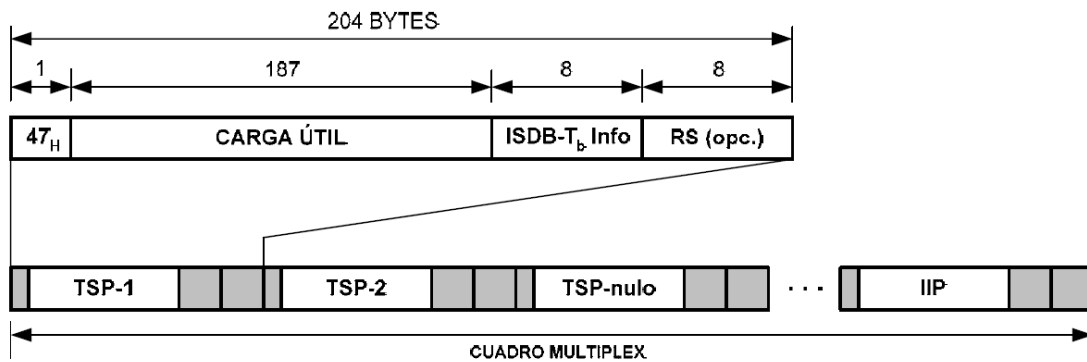 204 BYTES
1 187 8 8
47H CARGA ÚTIL ISDB-Tb Info RS (opc.)
TSP-1 TSP-2 TSP-nulo . . . IIP
CUADRO MULTIPLEX